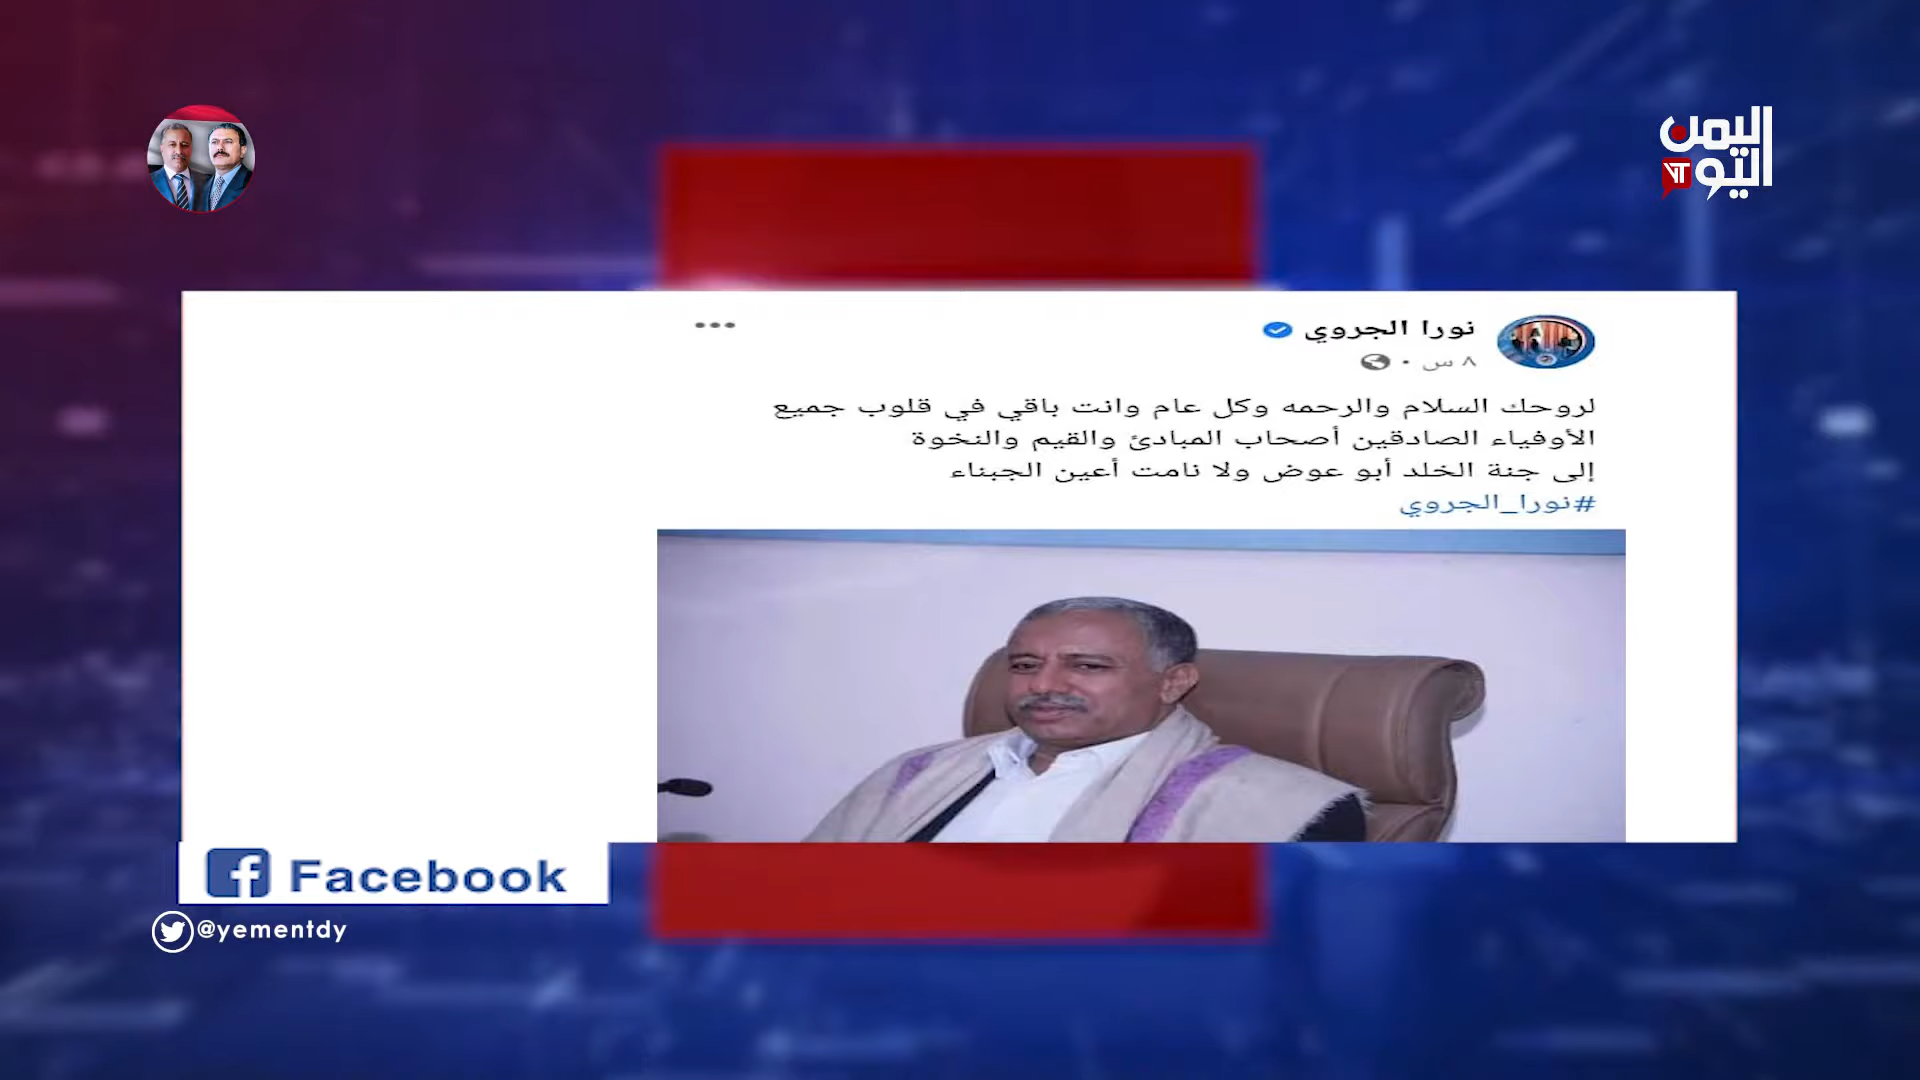 اليمن
اليوم
YT
نورا الجروي
٨ س
لروحك السلام والرحمه وكل عام وانت باقي في قلوب جميع
الأوفياء الصادقين أصحاب المبادئ والقيم والنخوة
إلى جنة الخلد أبو عوض ولا نامت أعين الجبناء
#نورا_الجروي
Facebook
@yementdy